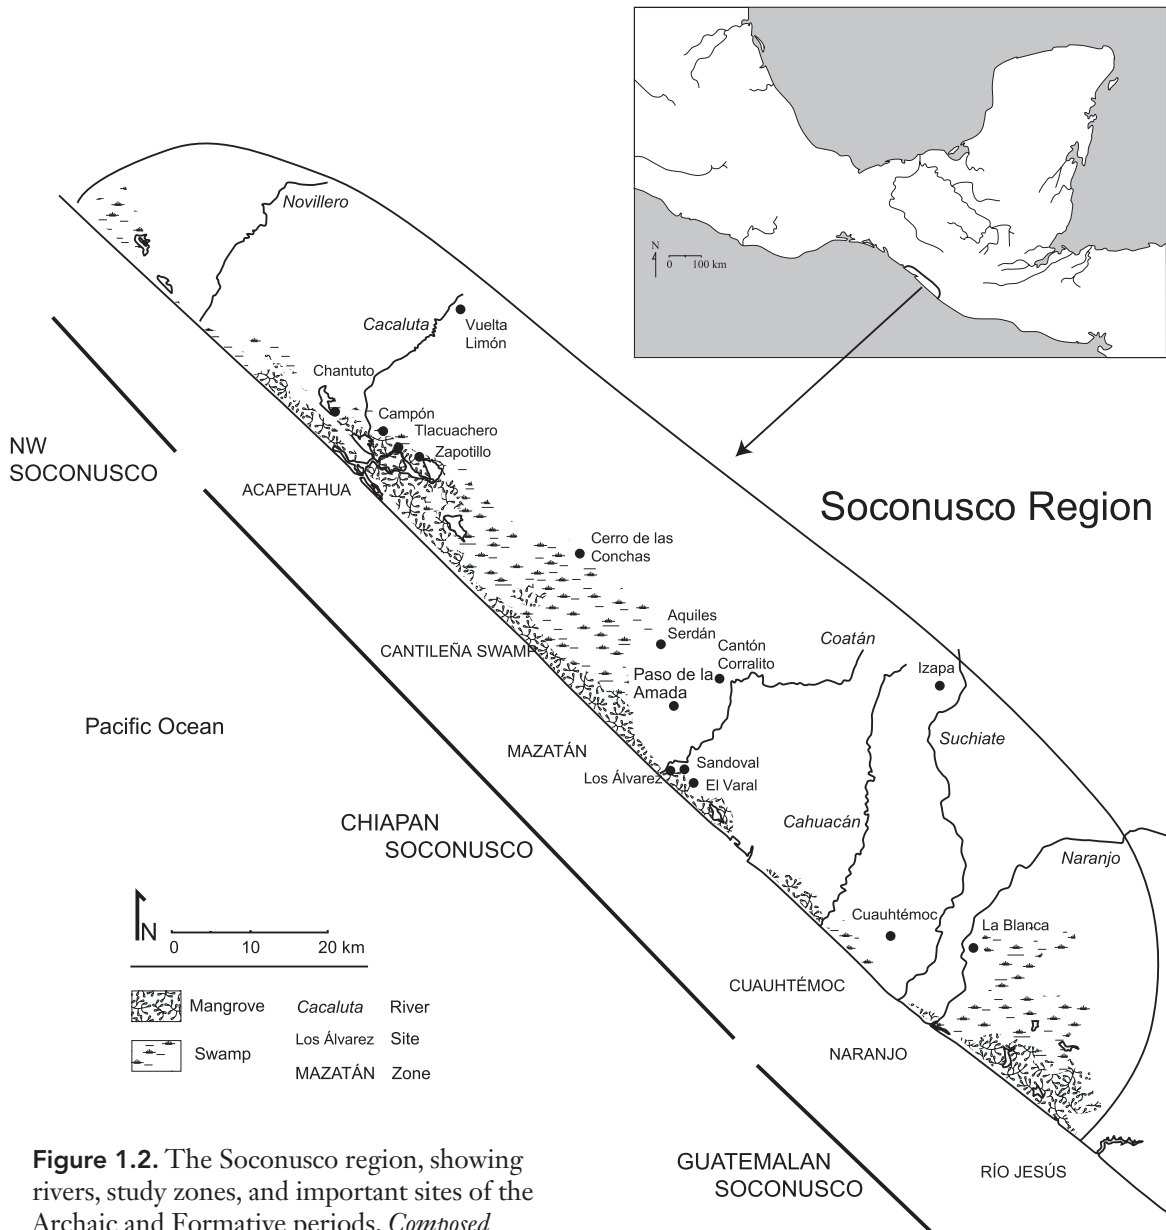 N
0 100 km
Novillero
Cacaluta
Vuelta
Limón
Chantuto
Campón
Tlacuachero
Zapotillo
NW
SOCONUSCO
ACAPETAHUA
Soconusco Region
Cerro de las
Conchas
Aquiles
Serdán
Cantón
Corralito
Coatán
CANTILEÑA SWAMP
Paso de la
Amada
Izapa
Pacific Ocean
Suchiate
MAZATÁN
Sandoval
Los Álvarez
El Varal
CHIAPAN
SOCONUSCO
Cahuacán
Naranjo
Cuauhtémoc
La Blanca
N
0 10 20 km
CUAUHTÉMOC
Mangrove Cacaluta River
Los Álvarez Site
Swamp
MAZATÁN Zone
NARANJO
GUATEMALAN
SOCONUSCO
RÍO JESÚS
Figure 1.2. The Soconusco region, showing
rivers, study zones, and important sites of the
Archaic and Formative periods. Composed